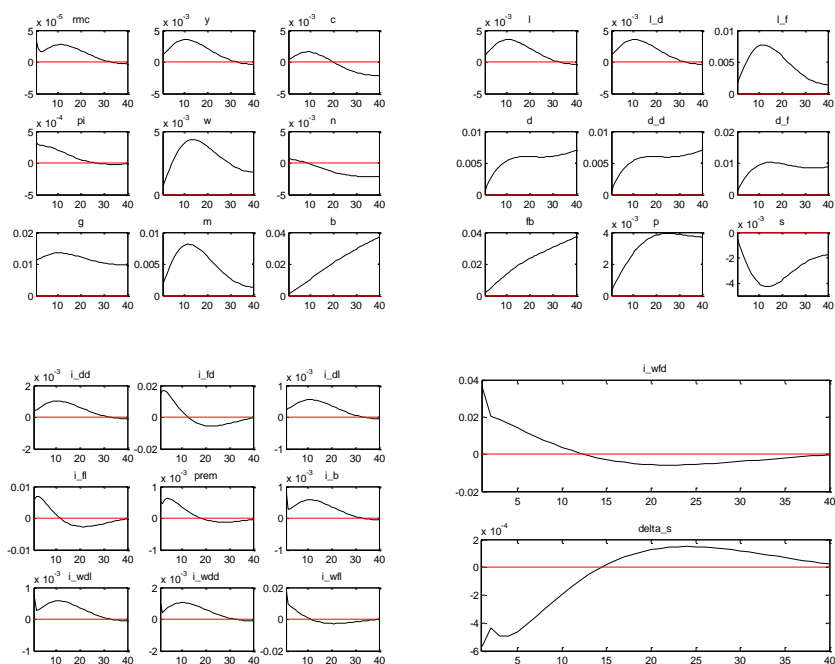 x 10^-5 rmc
5
0
-5
10 20 30 40
x 10^-3 y
5
0
-5
10 20 30 40
x 10^-3 c
5
0
-5
10 20 30 40
x 10^-4 pi
5
0
-5
10 20 30 40
x 10^-3 w
5
0
10 20 30 40
x 10^-3 n
5
0
-5
10 20 30 40
g
0.02
0.01
0
10 20 30 40
m
0.01
0.005
0
10 20 30 40
b
0.04
0.02
0
10 20 30 40
x 10^-3 l
5
0
-5
10 20 30 40
x 10^-3 l_d
5
0
-5
10 20 30 40
l_f
0.01
0.005
0
10 20 30 40
d
0.01
0.005
0
10 20 30 40
d_d
0.01
0.005
0
10 20 30 40
d_f
0.02
0.01
0
10 20 30 40
fb
0.04
0.02
0
10 20 30 40
x 10^-3 p
4
2
0
10 20 30 40
x 10^-3 s
0
-2
-4
10 20 30 40
x 10^-3 i_dd
2
0
-2
10 20 30 40
i_fd
0.02
0
-0.02
10 20 30 40
x 10^-3 i_dl
1
0
-1
10 20 30 40
i_fl
0.01
0
-0.01
10 20 30 40
x 10^-3 prem
1
0
-1
10 20 30 40
x 10^-3 i_b
1
0
-1
10 20 30 40
x 10^-3 i_wdl
1
0
-1
10 20 30 40
x 10^-3 i_wdd
2
0
-2
10 20 30 40
i_wfl
0.02
0
-0.02
10 20 30 40
i_wfd
0.04
0.02
0
-0.02
5 10 15 20 25 30 35 40
x 10^-4 delta_s
2
0
-2
-4
-6
5 10 15 20 25 30 35 40